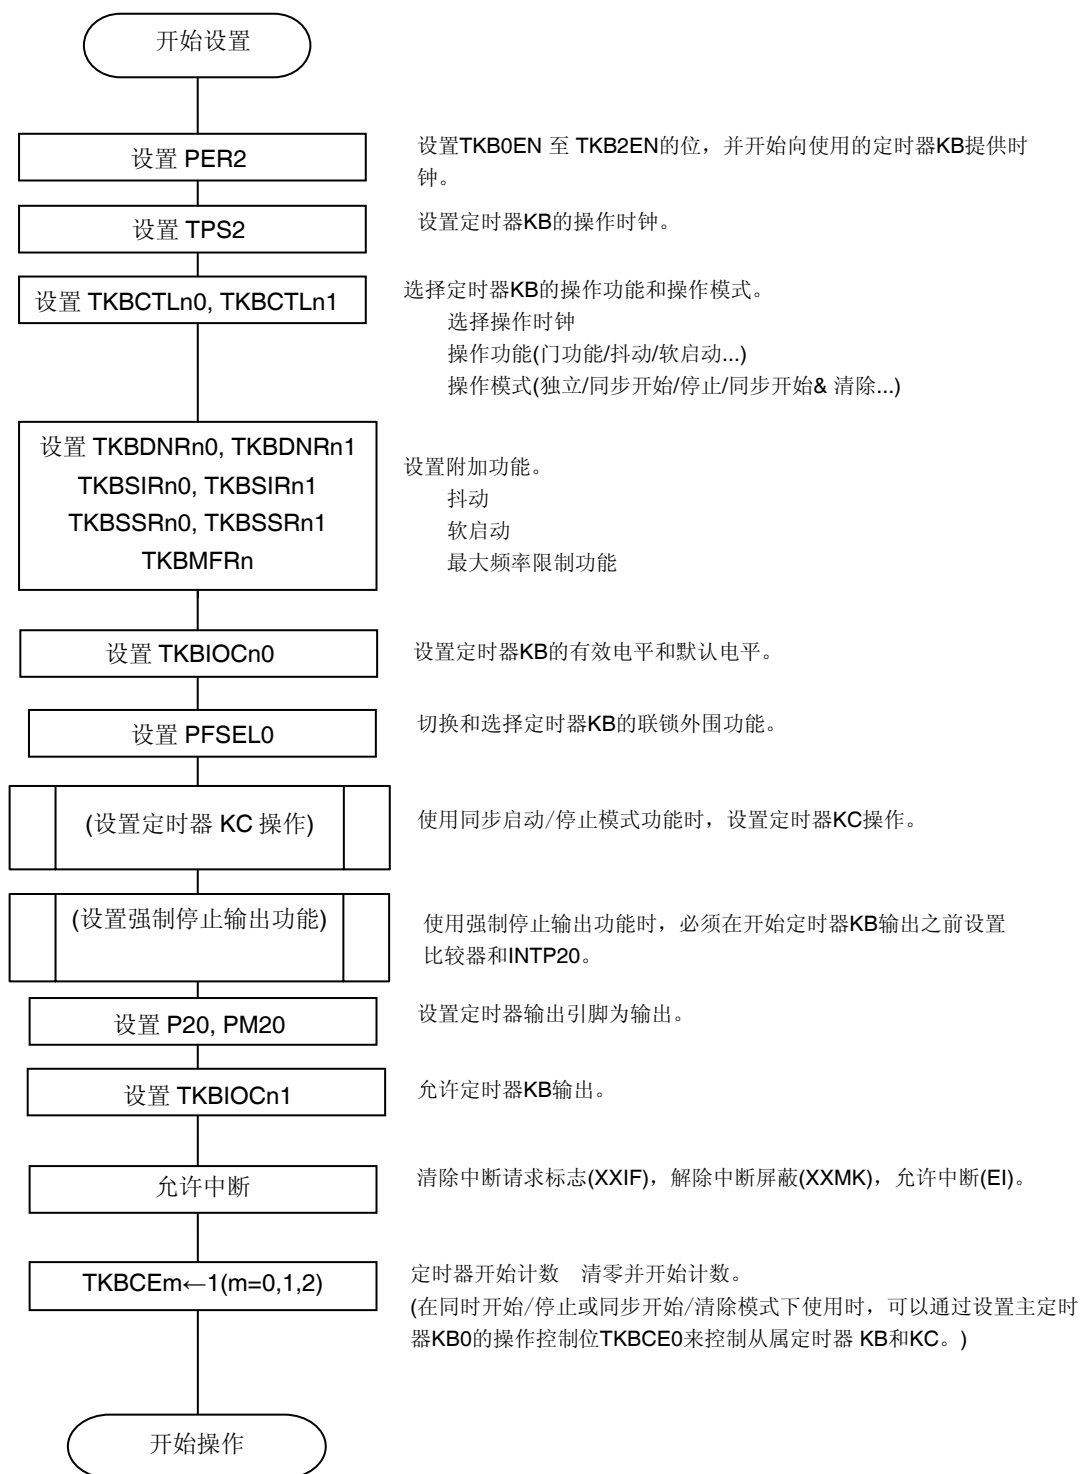 开始设置
设置 PER2
设置TKB0EN 至 TKB2EN的位，并开始向使用的定时器KB提供时
钟。
设置 TPS2
设置定时器KB的操作时钟。
设置 TKBCTLn0, TKBCTLn1
选择定时器KB的操作功能和操作模式。
选择操作时钟
操作功能(门功能/抖动/软启动...)
操作模式(独立/同步开始/停止/同步开始& 清除...)
设置 TKBDNRn0, TKBDNRn1
TKBSIRn0, TKBSIRn1
TKBSSRn0, TKBSSRn1
TKBMFRn
设置附加功能。
抖动
软启动
最大频率限制功能
设置 TKBIOCn0
设置定时器KB的有效电平和默认电平。
设置 PFSEL0
切换和选择定时器KB的联锁外围功能。
(设置定时器 KC 操作)
使用同步启动/停止模式功能时，设置定时器KC操作。
(设置强制停止输出功能)
使用强制停止输出功能时，必须在开始定时器KB输出之前设置
比较器和INTP20。
设置 P20, PM20
设置定时器输出引脚为输出。
设置 TKBIOCn1
允许定时器KB输出。
允许中断
清除中断请求标志(XXIF)，解除中断屏蔽(XXMK)，允许中断(EI)。
TKBCEm←1(m=0,1,2)
定时器开始计数 清零并开始计数。
(在同时开始/停止或同步开始/清除模式下使用时，可以通过设置主定时
器KB0的操作控制位TKBCE0来控制从属定时器 KB和KC。)
开始操作